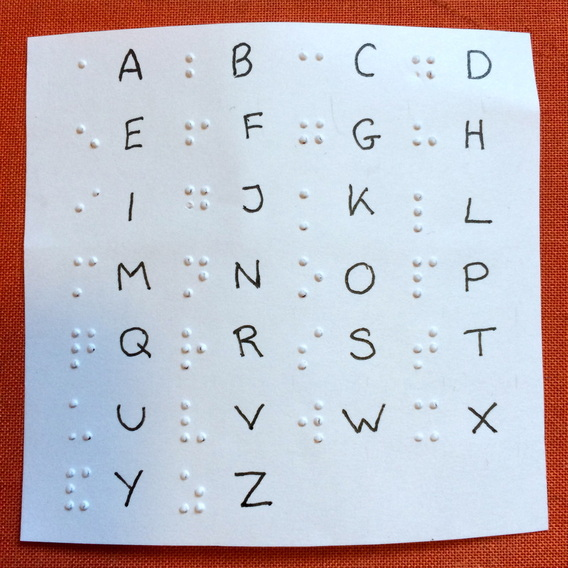 A B C D
E F G H
I J K L
M N O P
Q R S T
U V W X
Y Z